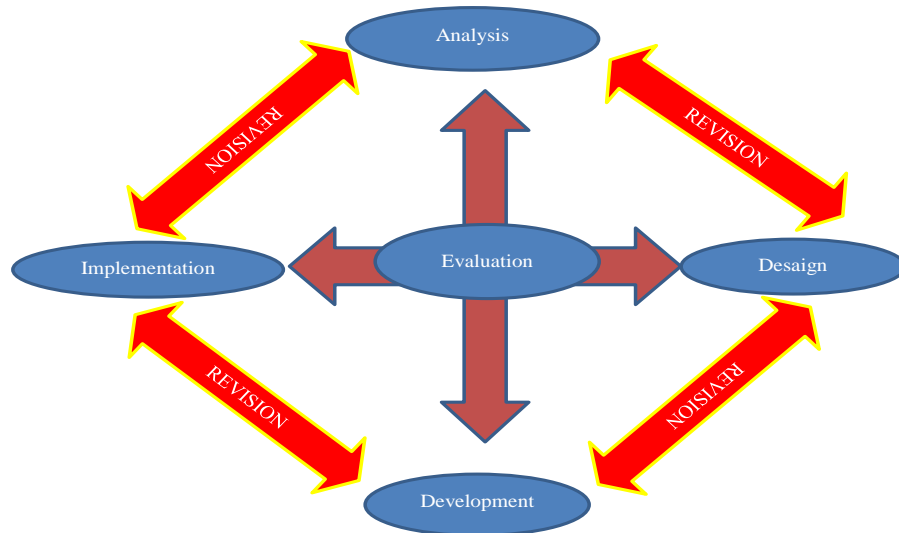 Analysis
REVISION
REVISION
Implementation
Evaluation
Desaign
REVISION
REVISION
Development